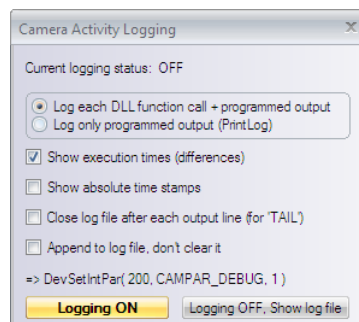 Camera Activity Logging
Current logging status: OFF
Log each DLL function call + programmed output
Log only programmed output (PrintLog)
Show execution times (differences)
Show absolute time stamps
Close log file after each output line (for 'TAIL')
Append to log file, don't clear it
=> DevSetIntPar( 200, CAMPAR_DEBUG, 1 )
Logging ON
Logging OFF, Show log file